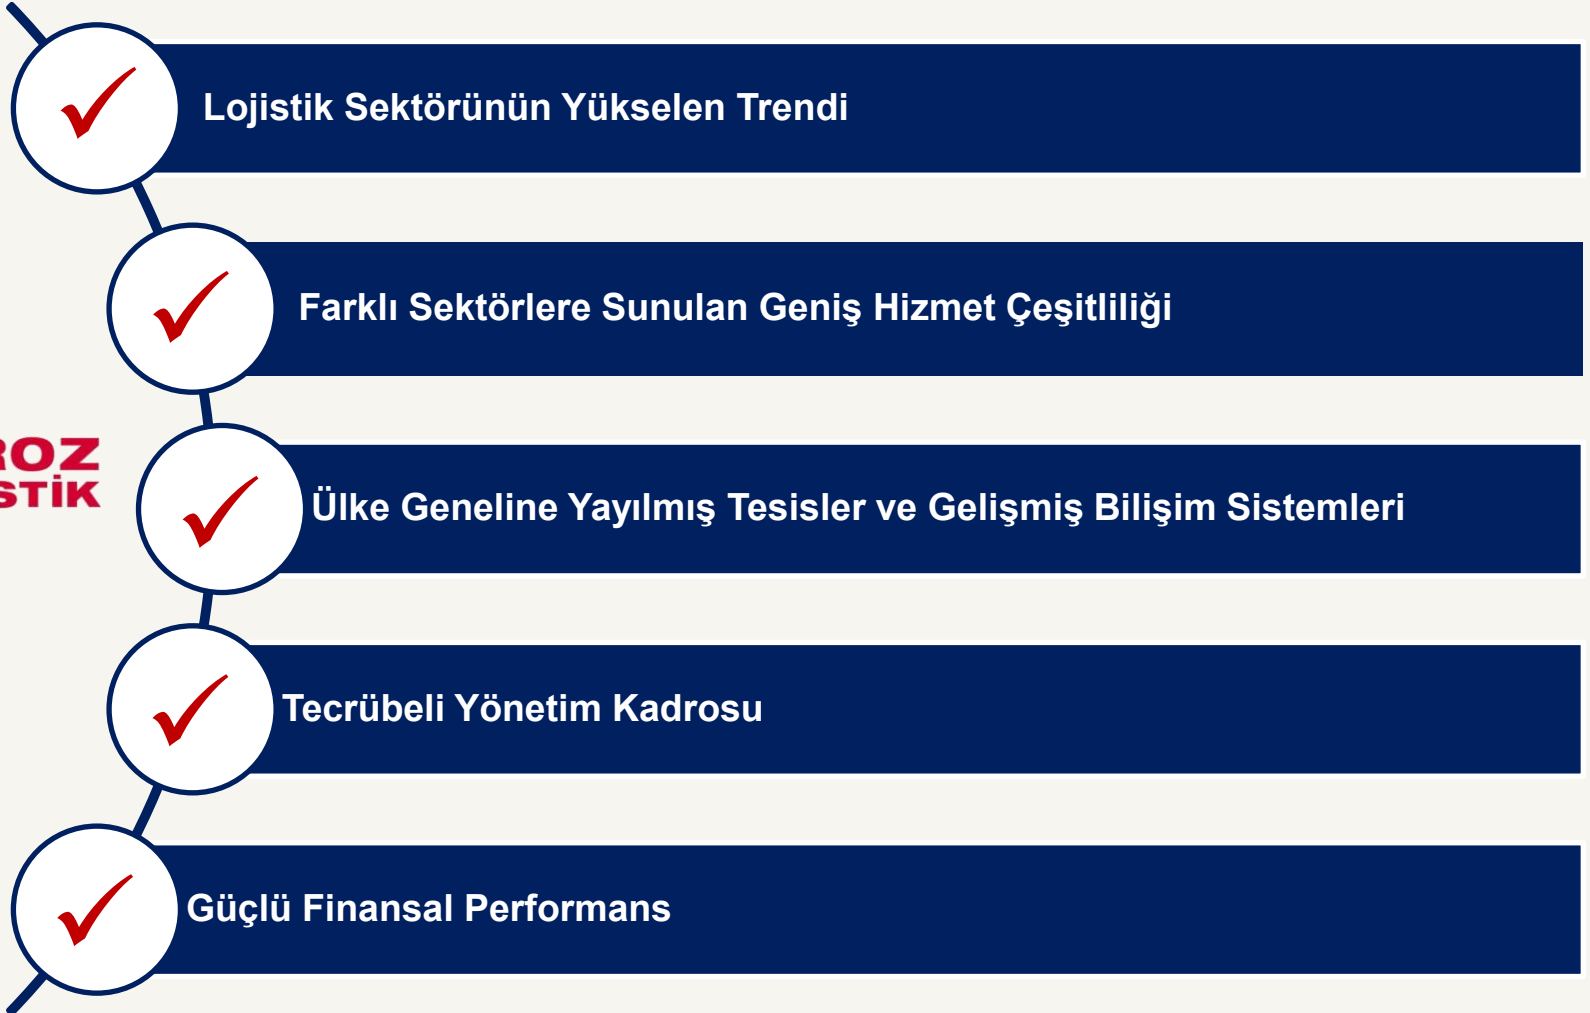 Lojistik Sektörünün Yükselen Trendi
Farklı Sektörlere Sunulan Geniş Hizmet Çeşitliliği
ROZ
STİK
Ülke Geneline Yayılmış Tesisler ve Gelişmiş Bilişim Sistemleri
Tecrübeli Yönetim Kadrosu
Güçlü Finansal Performans